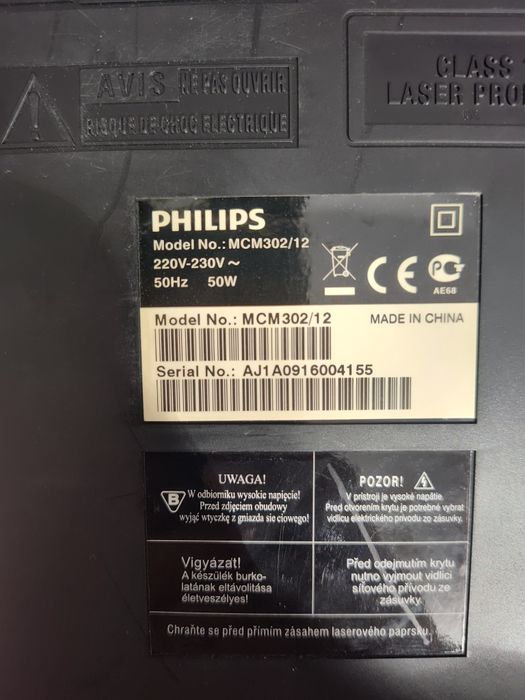 AVIS NE PAS OUVRIR
RISQUE DE CHOC ELECTRIQUE
CLASS
LASER PRO
PHILIPS
Model No.: MCM302/12
220V-230V ~
50Hz 50W
CE
PG
AE68
Model No.: MCM302/12 MADE IN CHINA
Serial No.: AJ1A0916004155
UWAGA!
B
W odbiorniku wysokie napięcie!
Przed zdjęciem obudowy
wyjąć wtyczkę z gniazda sieciowego!
POZOR!
V prístroji je vysoké napätie.
Pred otvorením krytu je potrebné vybrať
vidlicu elektrického prívodu zo zásuvky.
Vigyázat!
A készülék burko-
latának eltávolítása
életveszélyes!
Před odejmutím krytu
nutno vyjmout vidlici
síťového přívodu ze
zásuvky.
Chraňte se před přímím zásahem laserového paprsku.